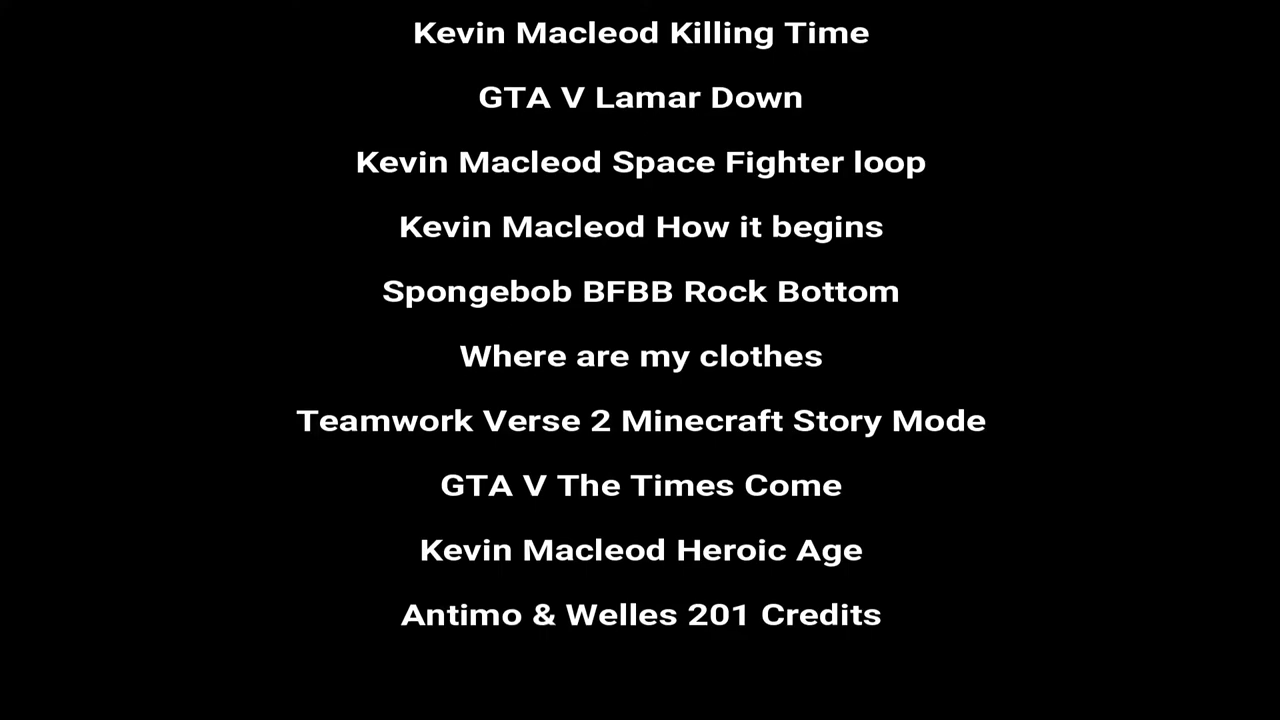 Kevin Macleod Killing Time
GTA V Lamar Down
Kevin Macleod Space Fighter loop
Kevin Macleod How it begins
Spongebob BFBB Rock Bottom
Where are my clothes
Teamwork Verse 2 Minecraft Story Mode
GTA V The Times Come
Kevin Macleod Heroic Age
Antimo & Welles 201 Credits